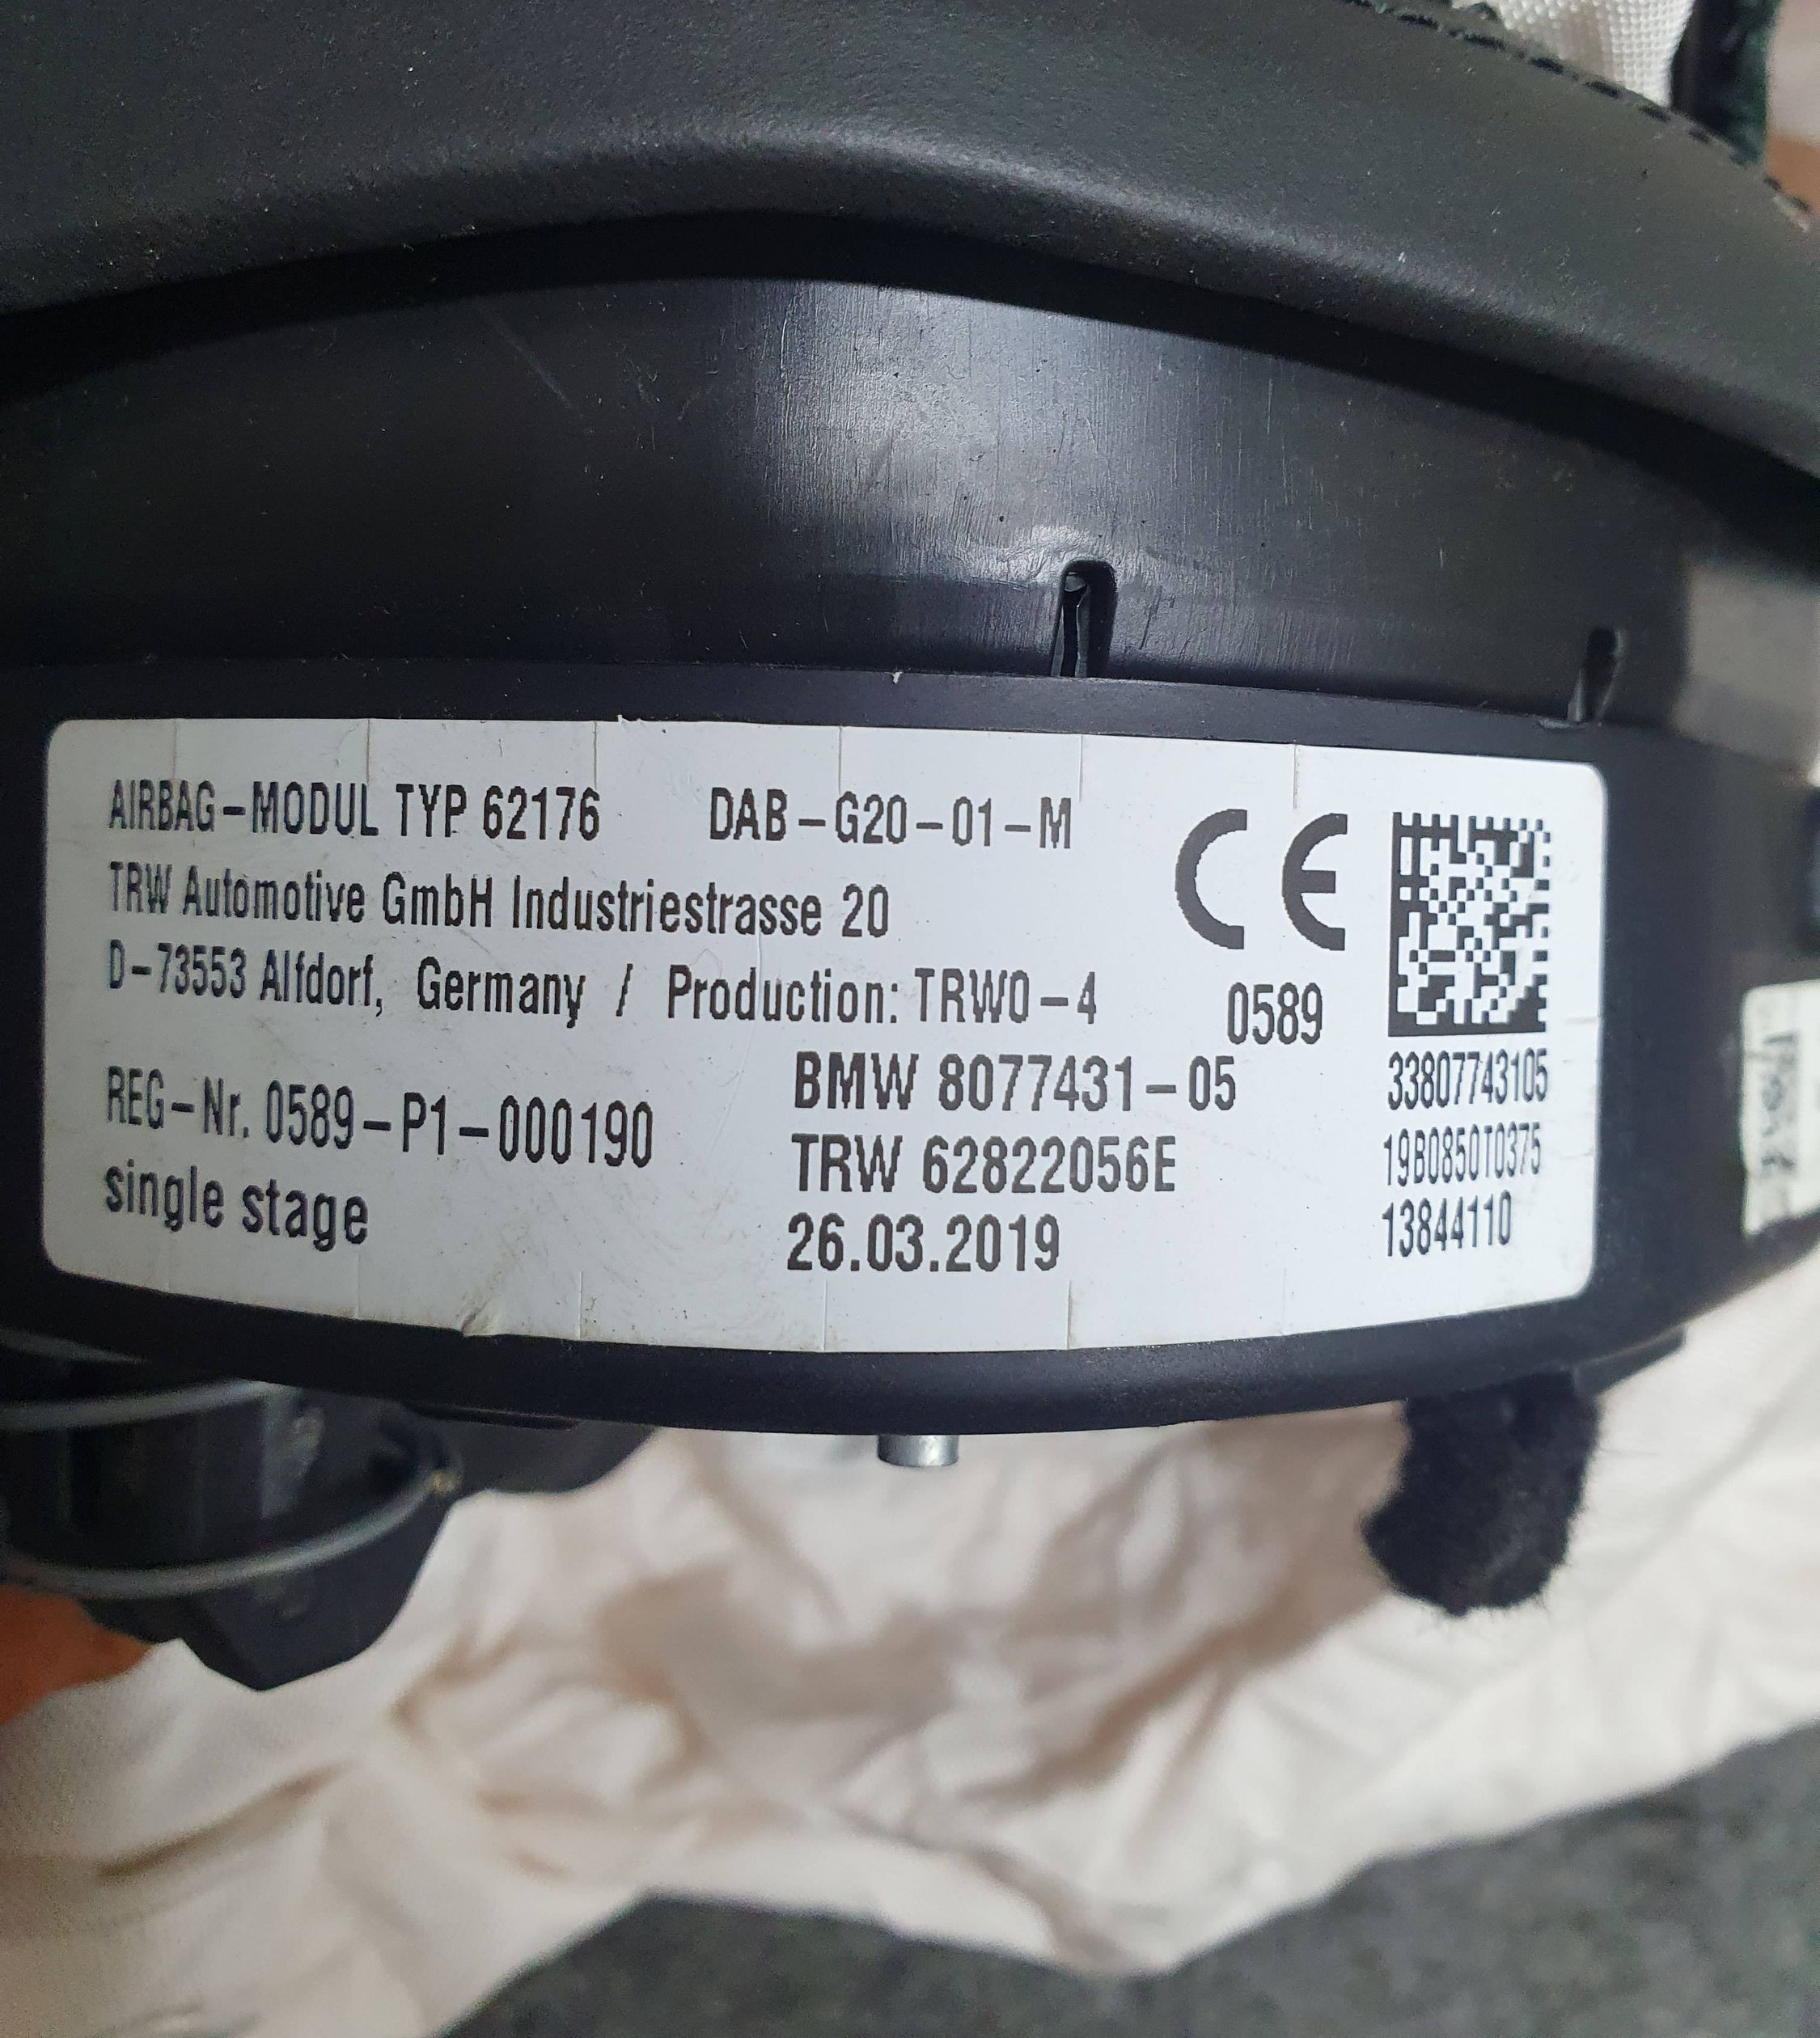 AIRBAG-MODUL TYP 62176 DAB-G20-01-M
TRW Automotive GmbH Industriestrasse 20
D-73553 Alfdorf, Germany / Production: TRW0-4
CE
0589
REG-Nr. 0589-P1-000190
single stage
BMW 8077431-05
TRW 62822056E
26.03.2019
33807743105
19B0850T0375
13844110